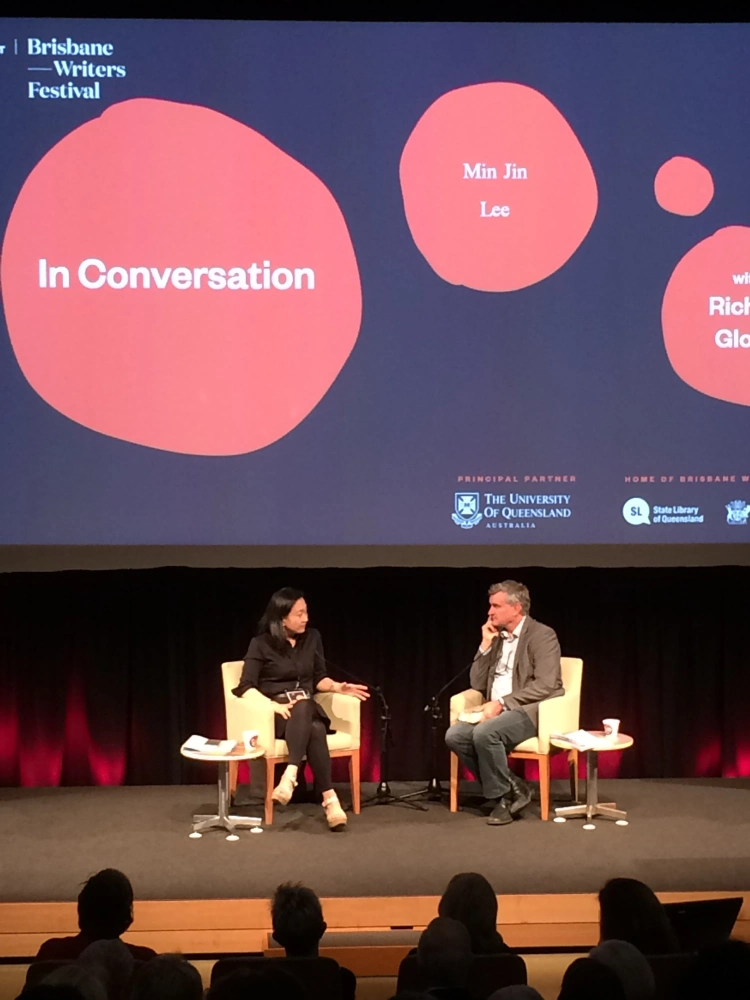 Brisbane
—Writers
Festival
In Conversation
Min Jin
Lee
PRINCIPAL PARTNER
THE UNIVERSITY
OF QUEENSLAND
AUSTRALIA
HOME OF BRISBANE W
SL
State Library
of Queensland